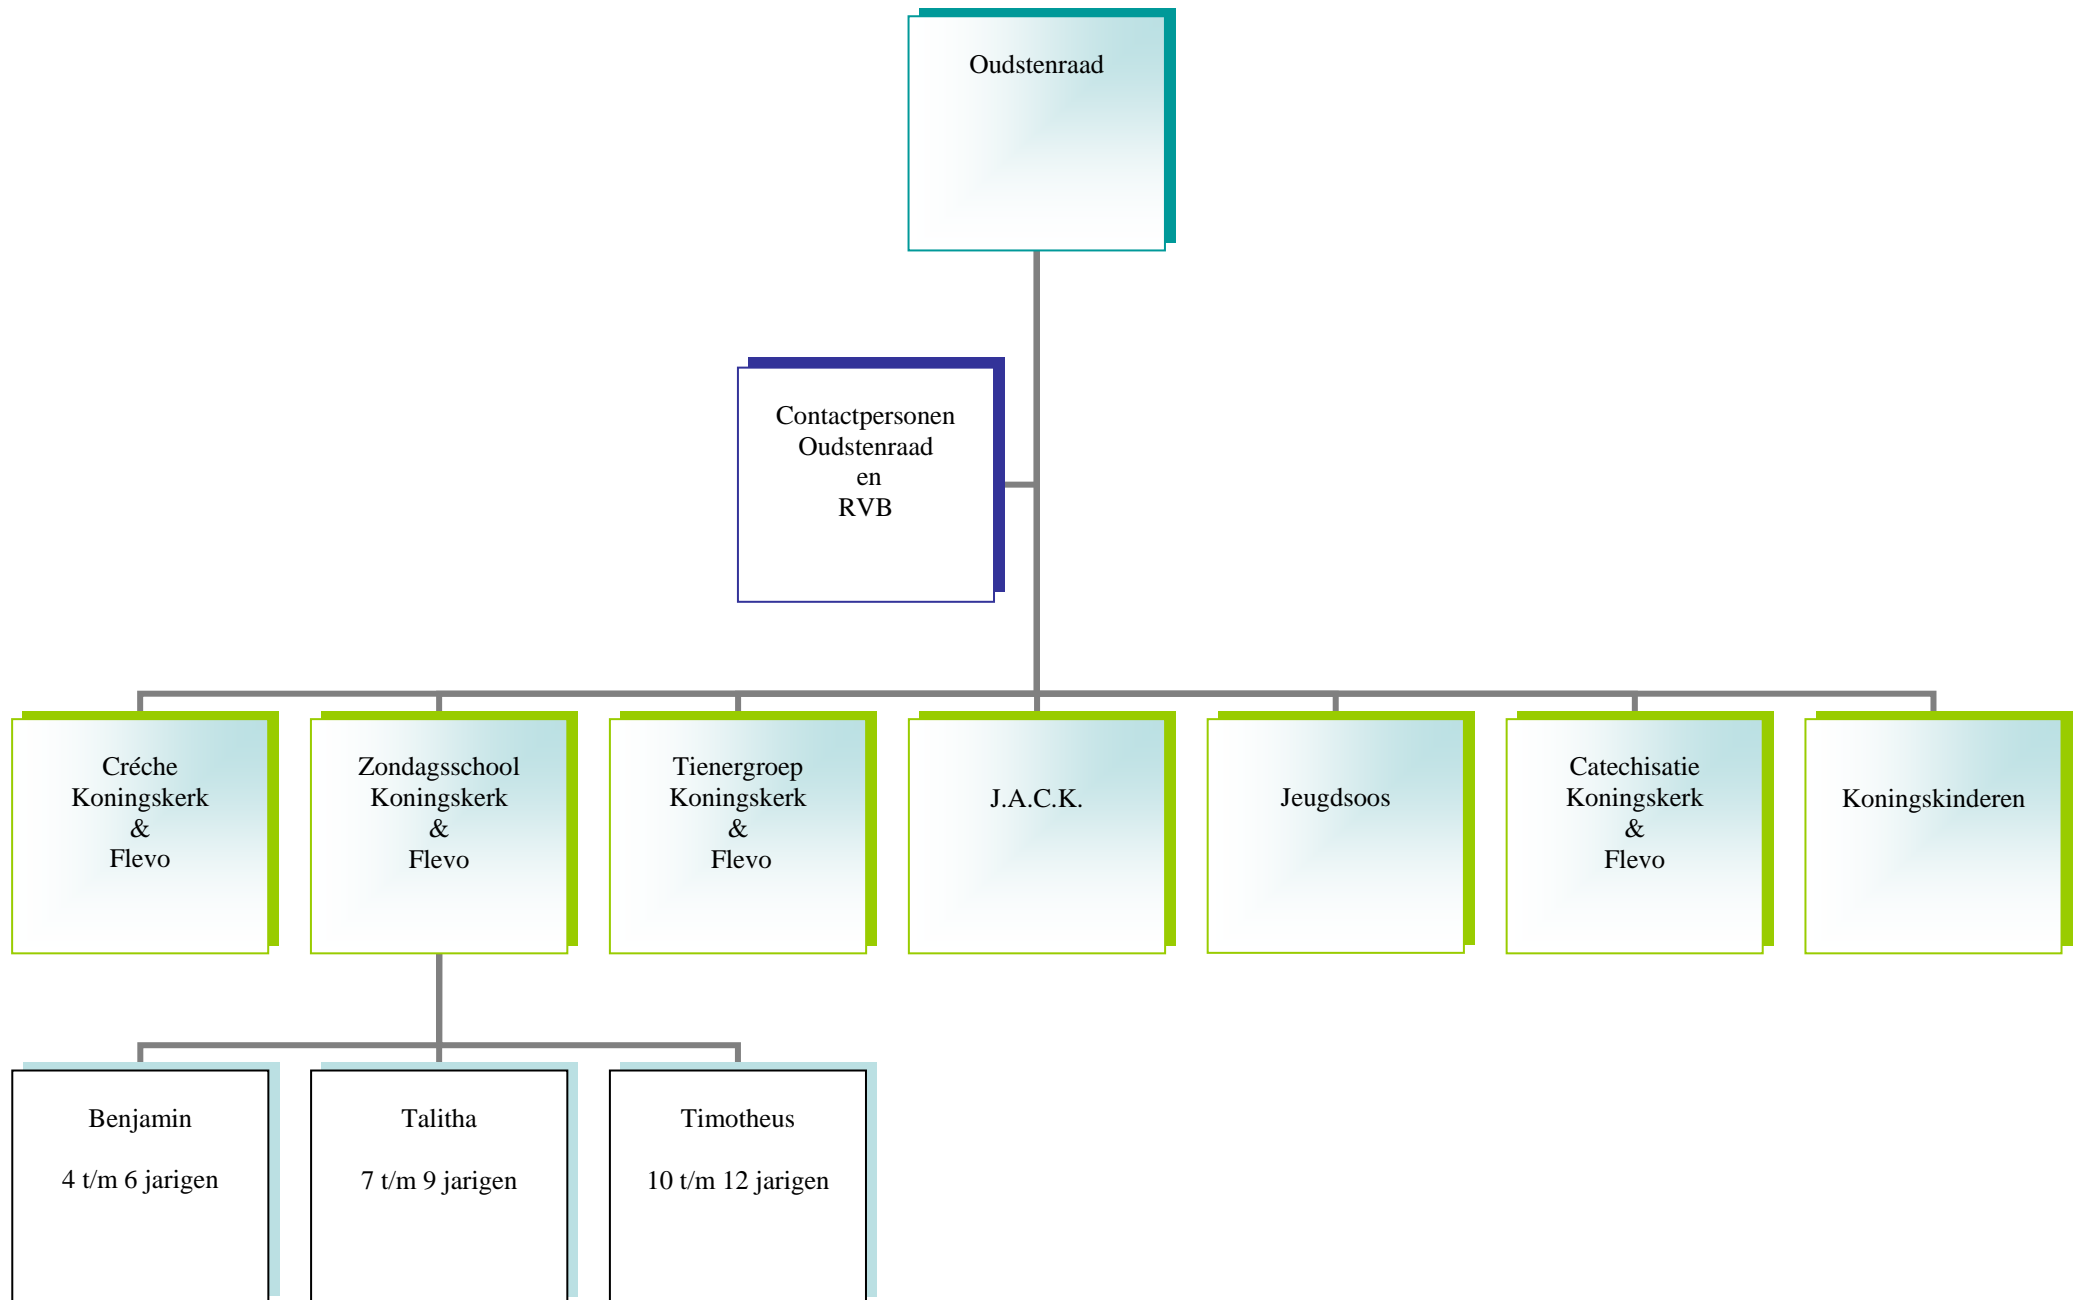 Oudstenraad
Contactpersonen
Oudstenraad
en
RVB
Créche
Koningskerk
&
Flevo
Zondagsschool
Koningskerk
&
Flevo
Tienergroep
Koningskerk
&
Flevo
J.A.C.K.
Jeugdsoos
Catechisatie
Koningskerk
&
Flevo
Koningskinderen
Benjamin
4 t/m 6 jarigen
Talitha
7 t/m 9 jarigen
Timotheus
10 t/m 12 jarigen